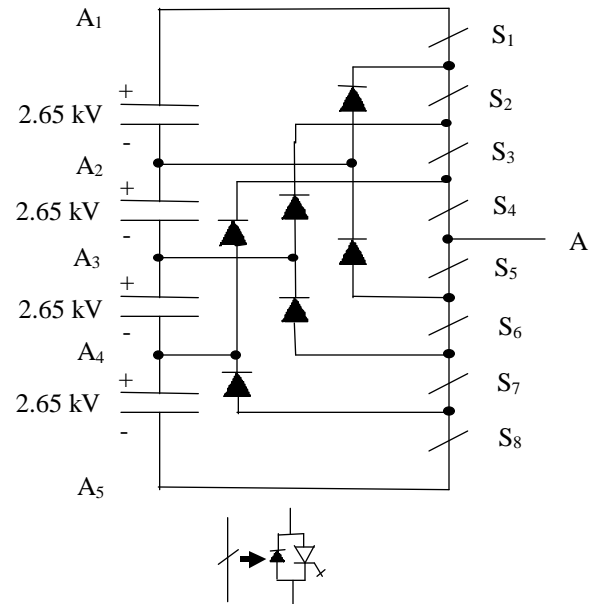 A1
S1
+
2.65 kV
S2
-
A2
S3
+
2.65 kV
S4
-
A
A3
S5
+
2.65 kV
S6
-
A4
S7
+
2.65 kV
S8
-
A5